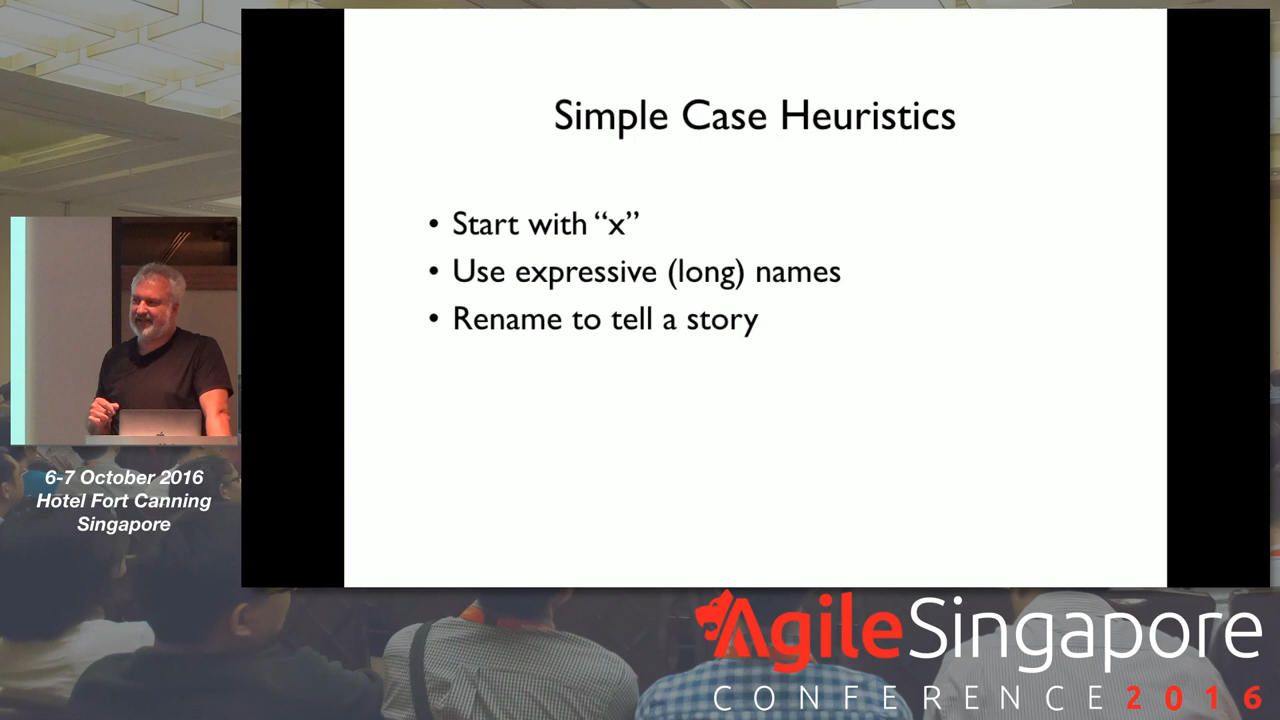 Simple Case Heuristics
• Start with “x”
• Use expressive (long) names
• Rename to tell a story
6-7 October 2016
Hotel Fort Canning
Singapore
AgileSingapore
CONFERENCE 2016